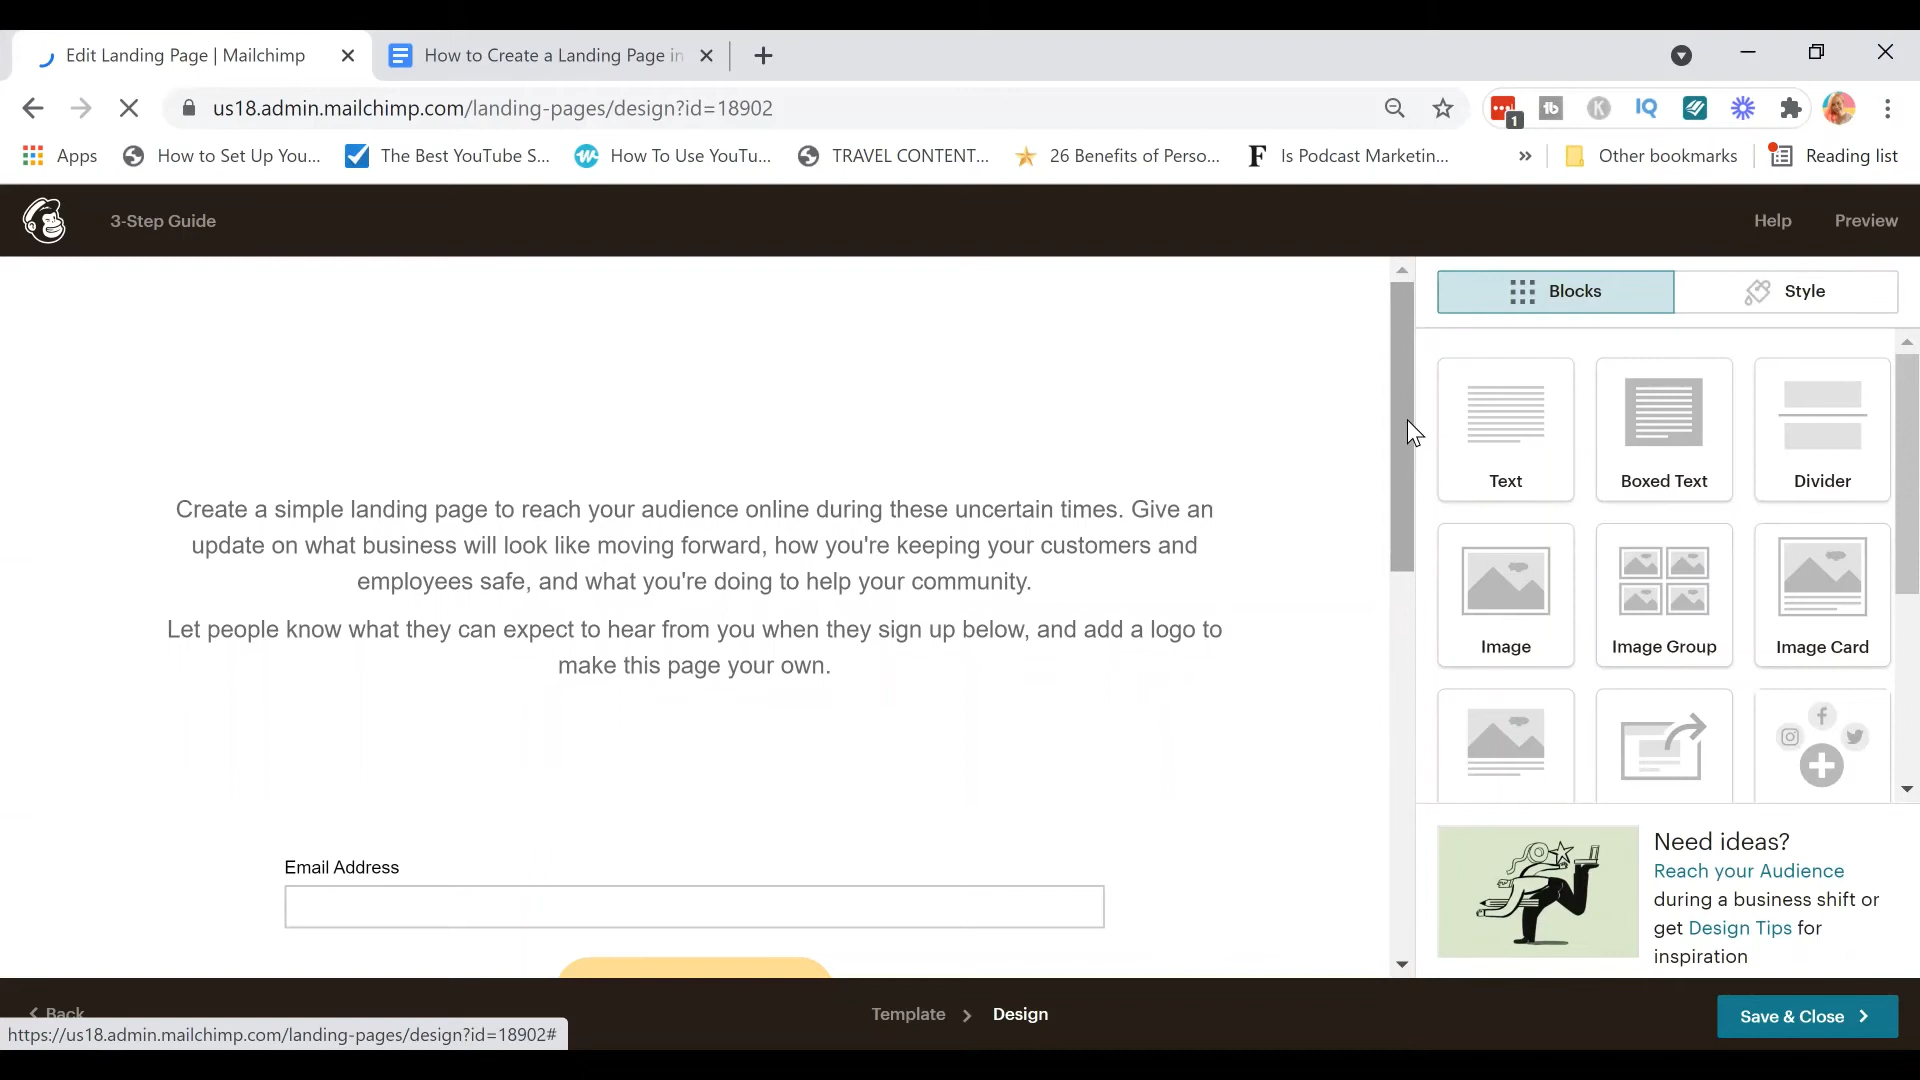 Edit Landing Page | Mailchimp
How to Create a Landing Page in
us18.admin.mailchimp.com/landing-pages/design?id=18902
1
tb
K
IQ
Apps
How to Set Up You...
The Best YouTube S...
How To Use YouTu...
TRAVEL CONTENT...
26 Benefits of Perso...
F
Is Podcast Marketin...
»
Other bookmarks
Reading list
3-Step Guide
Help
Preview
Blocks
Style
Text
Boxed Text
Divider
Image
Image Group
Image Card
Create a simple landing page to reach your audience online during these uncertain times. Give an
update on what business will look like moving forward, how you're keeping your customers and
employees safe, and what you're doing to help your community.
Let people know what they can expect to hear from you when they sign up below, and add a logo to
make this page your own.
Email Address
Need ideas?
Reach your Audience
during a business shift or
get Design Tips for
inspiration
Back
Template
Design
Save & Close
https://us18.admin.mailchimp.com/landing-pages/design?id=18902#